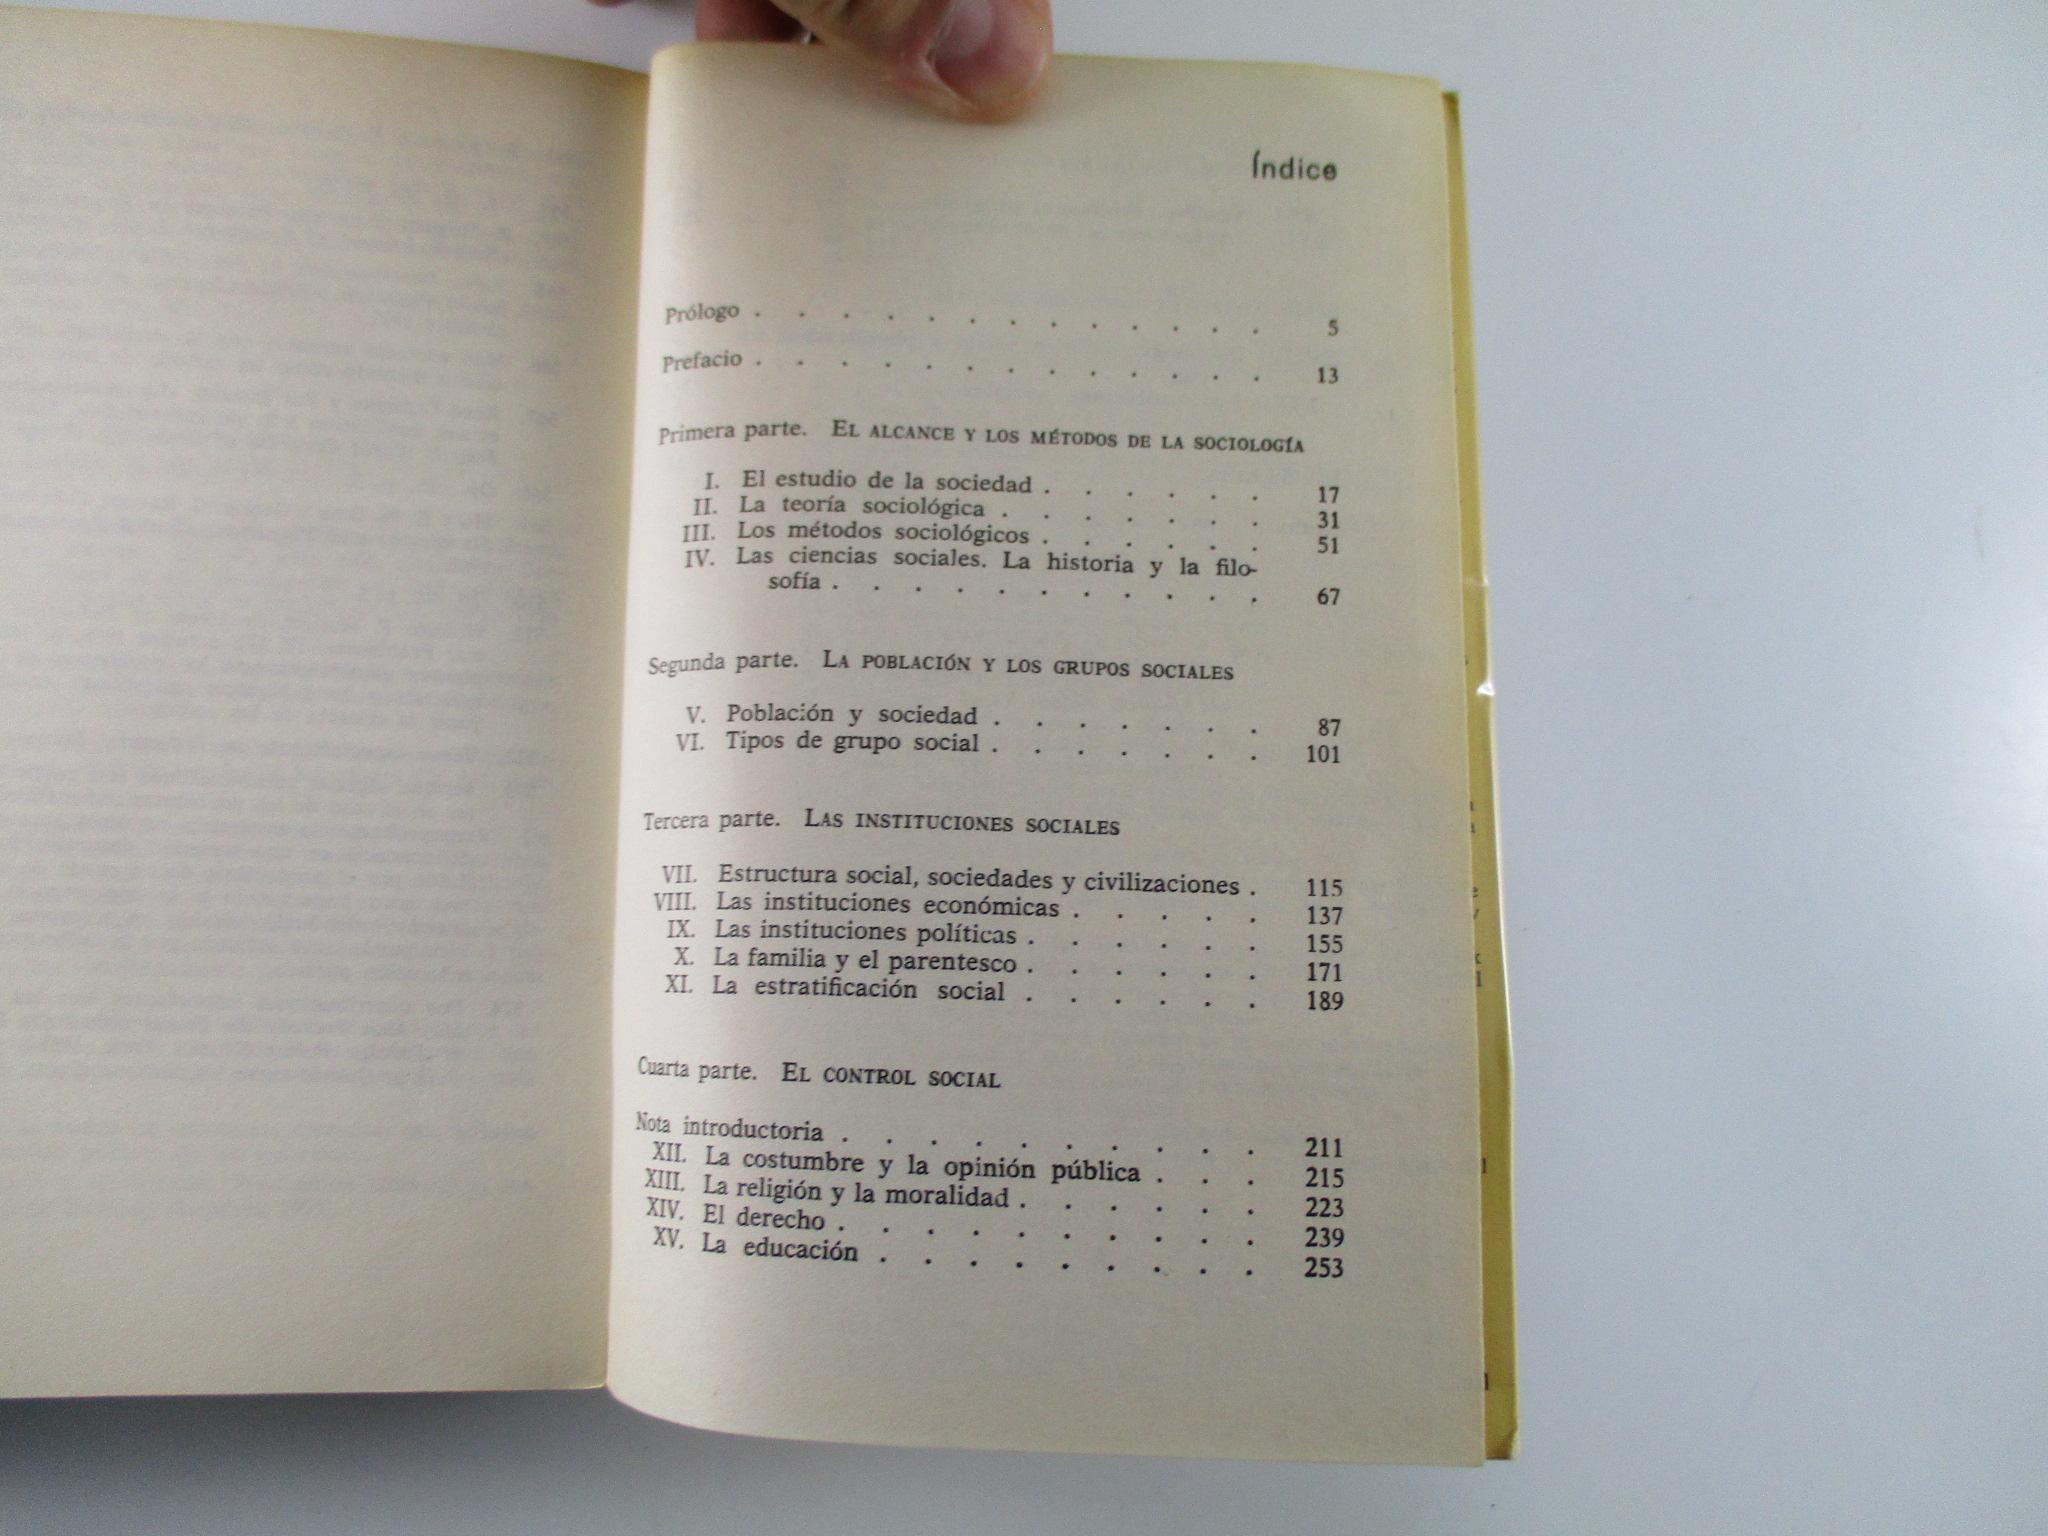 Índice
Prólogo . . . . . . . . . . . . . 5
Prefacio . . . . . . . . . . . . . 13
Primera parte. EL ALCANCE Y LOS MÉTODOS DE LA SOCIOLOGÍA
I. El estudio de la sociedad . . . . . . 17
II. La teoría sociológica . . . . . . . 31
III. Los métodos sociológicos . . . . . . 51
IV. Las ciencias sociales. La historia y la filo-
sofía . . . . . . . . . . . 67
Segunda parte. LA POBLACIÓN Y LOS GRUPOS SOCIALES
V. Población y sociedad . . . . . . . 87
VI. Tipos de grupo social . . . . . . . 101
Tercera parte. LAS INSTITUCIONES SOCIALES
VII. Estructura social, sociedades y civilizaciones . 115
VIII. Las instituciones económicas . . . . . 137
IX. Las instituciones políticas . . . . . . 155
X. La familia y el parentesco . . . . . . 171
XI. La estratificación social . . . . . . 189
Cuarta parte. EL CONTROL SOCIAL
Nota introductoria . . . . . . . . . . 211
XII. La costumbre y la opinión pública . . . 215
XIII. La religión y la moralidad . . . . . . 223
XIV. El derecho . . . . . . . . . . 239
XV. La educación . . . . . . . . . 253